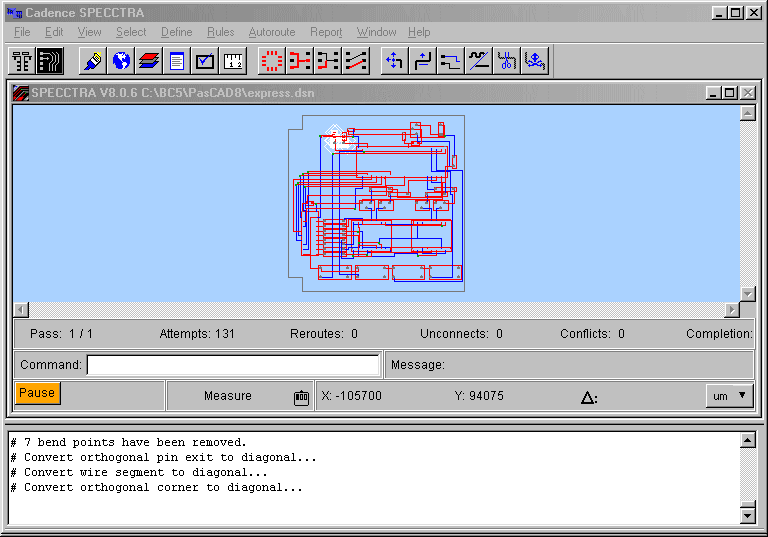 Cadence SPECCTRA
File Edit View Select Define Rules Autoroute Report Window Help
SPECCTRA V8.0.6 C:\BC5\PasCAD8\express.dsn
Pass: 1 / 1 Attempts: 131 Reroutes: 0 Unconnects: 0 Conflicts: 0 Completion:
Command: Message:
Pause Measure X: -105700 Y: 94075 Δ: um
# 7 bend points have been removed.
# Convert orthogonal pin exit to diagonal...
# Convert wire segment to diagonal...
# Convert orthogonal corner to diagonal...